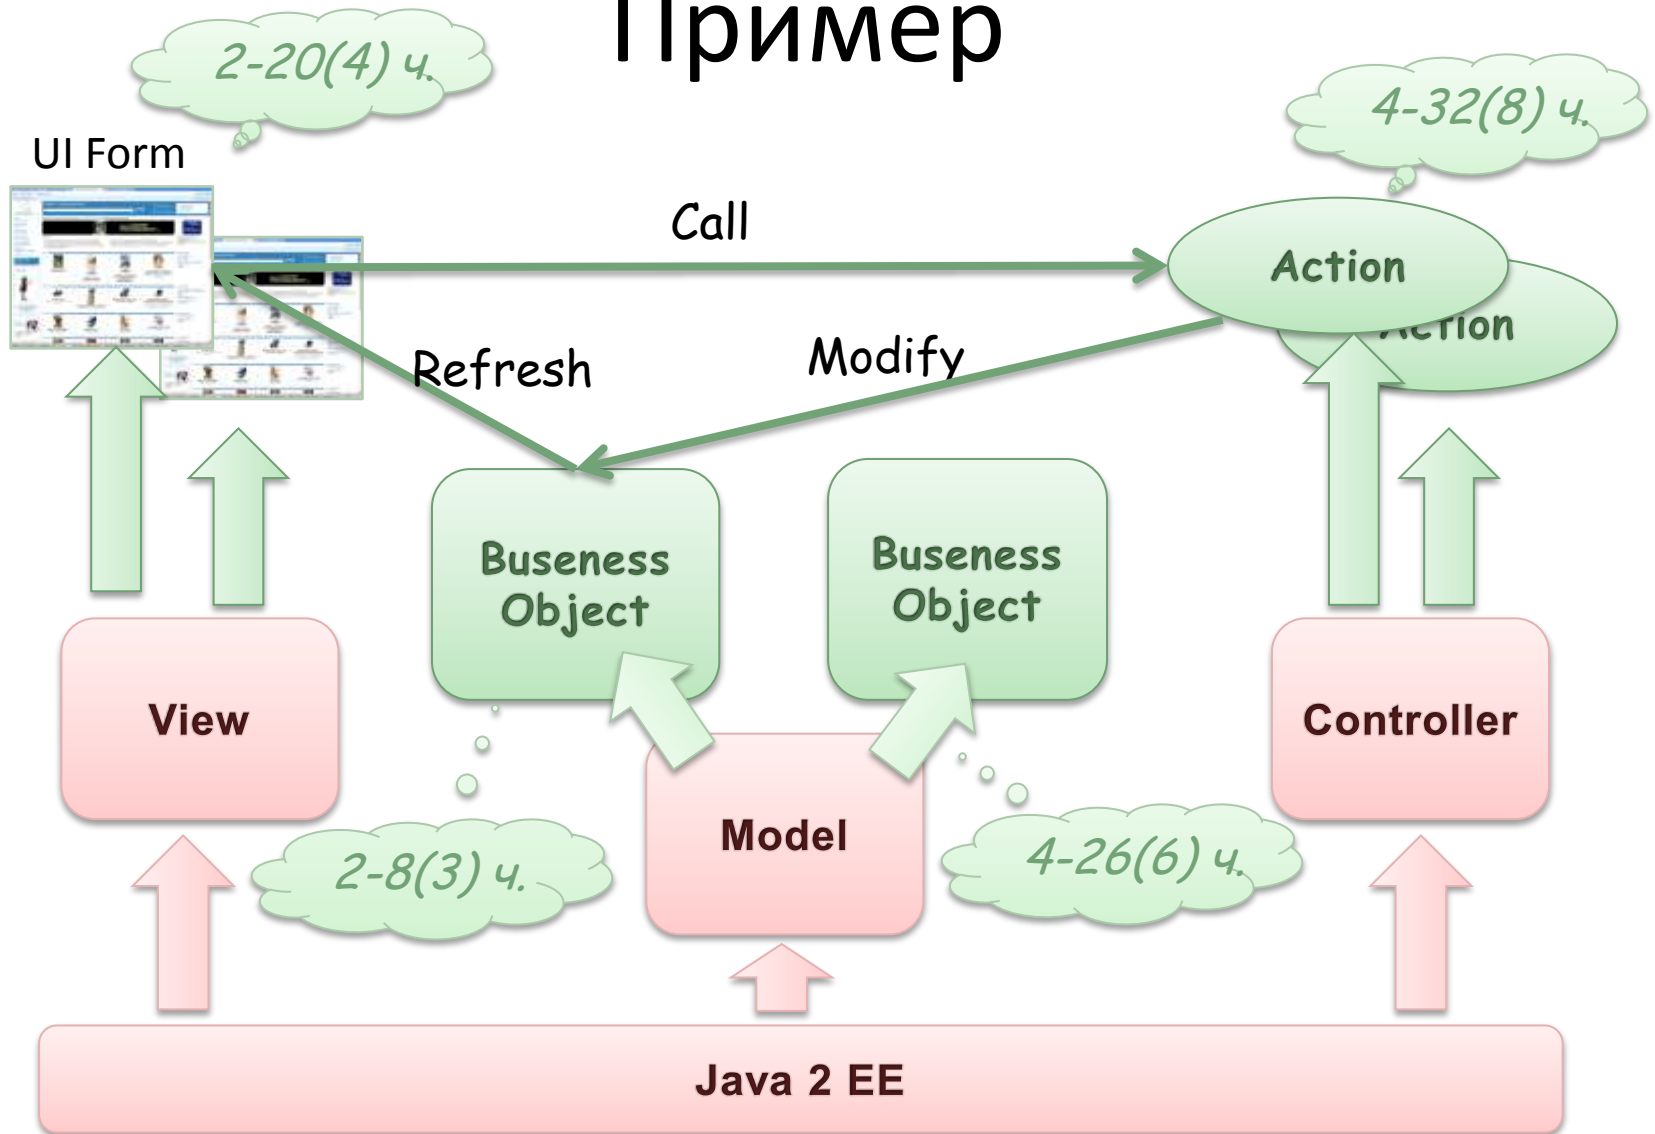 Пример
2-20(4) ч.
4-32(8) ч.
UI Form
Call
Action
Action
Refresh
Modify
Buseness
Object
Buseness
Object
View
Controller
Model
2-8(3) ч.
4-26(6) ч.
Java 2 EE